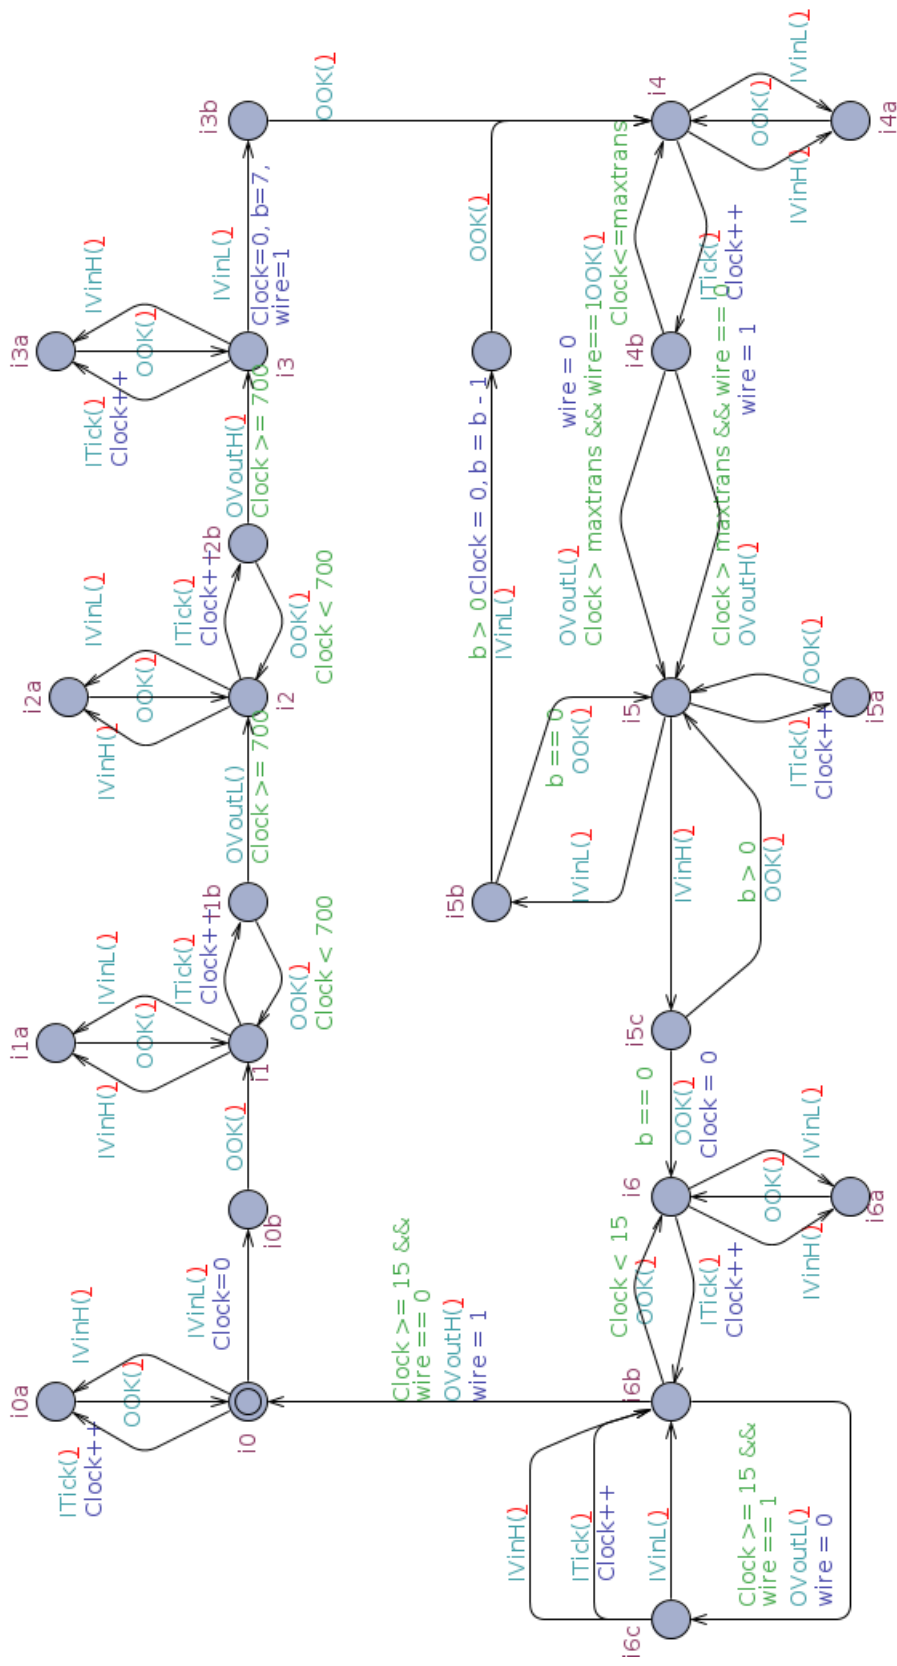 i3b
OOK()
IVinL()
i4
OOK()
IVinH()
i4a
i3a
IVinH()
OOK()
ITick()
Clock++
i3
IVinL()
Clock=0, b=7,
wire=1
OOK()
OOK()
Clock<=maxtrans
ITick()
Clock++
i4b
wire = 0
Clock > maxtrans && wire==1
OVoutL()
Clock > maxtrans && wire == 0
wire = 1
OVoutH()
OVoutH()
Clock >= 700
i2b
i2a
IVinL()
OOK()
IVinH()
ITick()
Clock++
OOK()
Clock < 700
i2
b > 0
Clock = 0, b = b - 1
IVinL()
b == 0
OOK()
i5
OOK()
ITick()
Clock++
i5a
OVoutL()
Clock >= 700
i1b
i5b
IVinL()
IVinH()
b > 0
OOK()
i1a
IVinL()
OOK()
IVinH()
ITick()
Clock++
OOK()
Clock < 700
i1
i5c
b == 0
OOK()
Clock = 0
OOK()
i0b
IVinL()
Clock=0
i6
IVinL()
OOK()
IVinH()
i6a
Clock < 15
OOK()
ITick()
Clock++
i0a
IVinH()
OOK()
ITick()
Clock++
i0
Clock >= 15 &&
wire == 0
OVoutH()
wire = 1
i6b
IVinH()
ITick()
Clock++
IVinL()
Clock >= 15 &&
wire == 1
OVoutL()
wire = 0
i6c